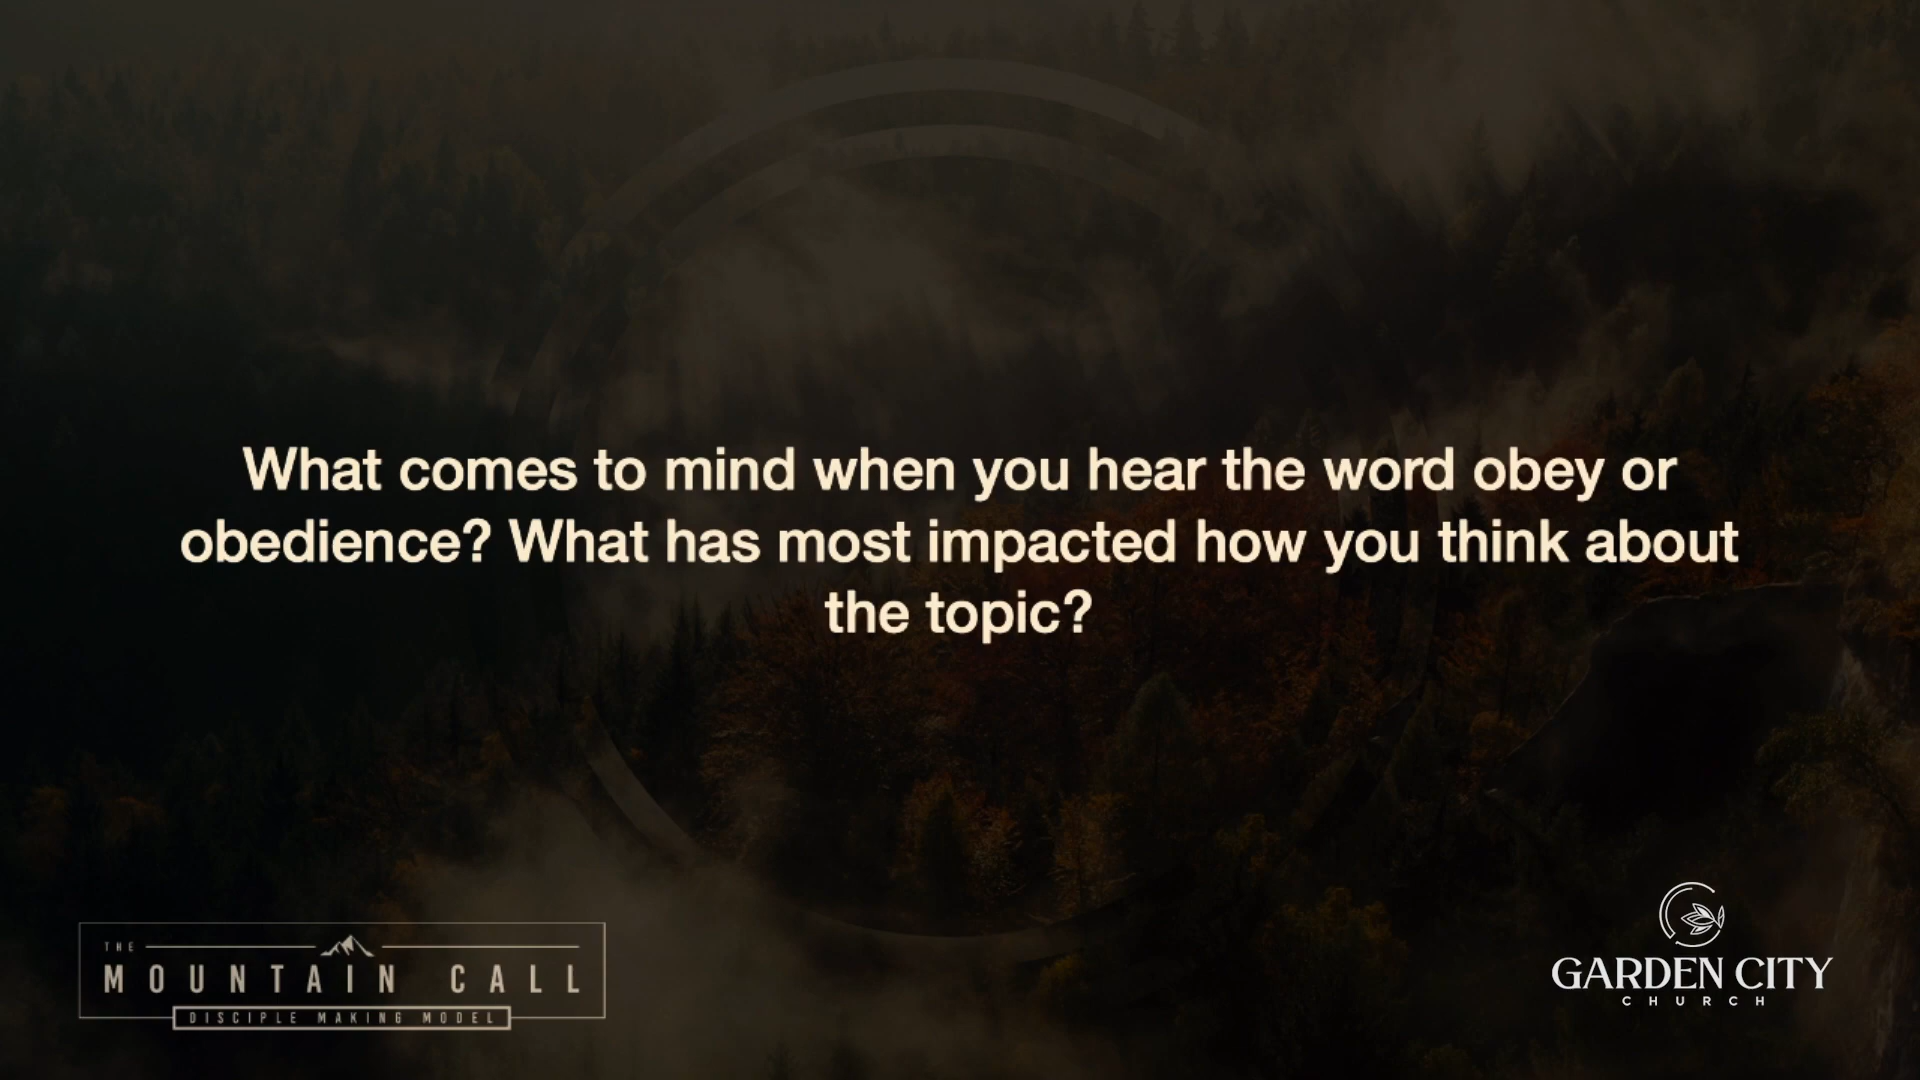 What comes to mind when you hear the word obey or
obedience? What has most impacted how you think about
the topic?
THE
MOUNTAIN CALL
DISCIPLE MAKING MODEL
GARDEN CITY
CHURCH